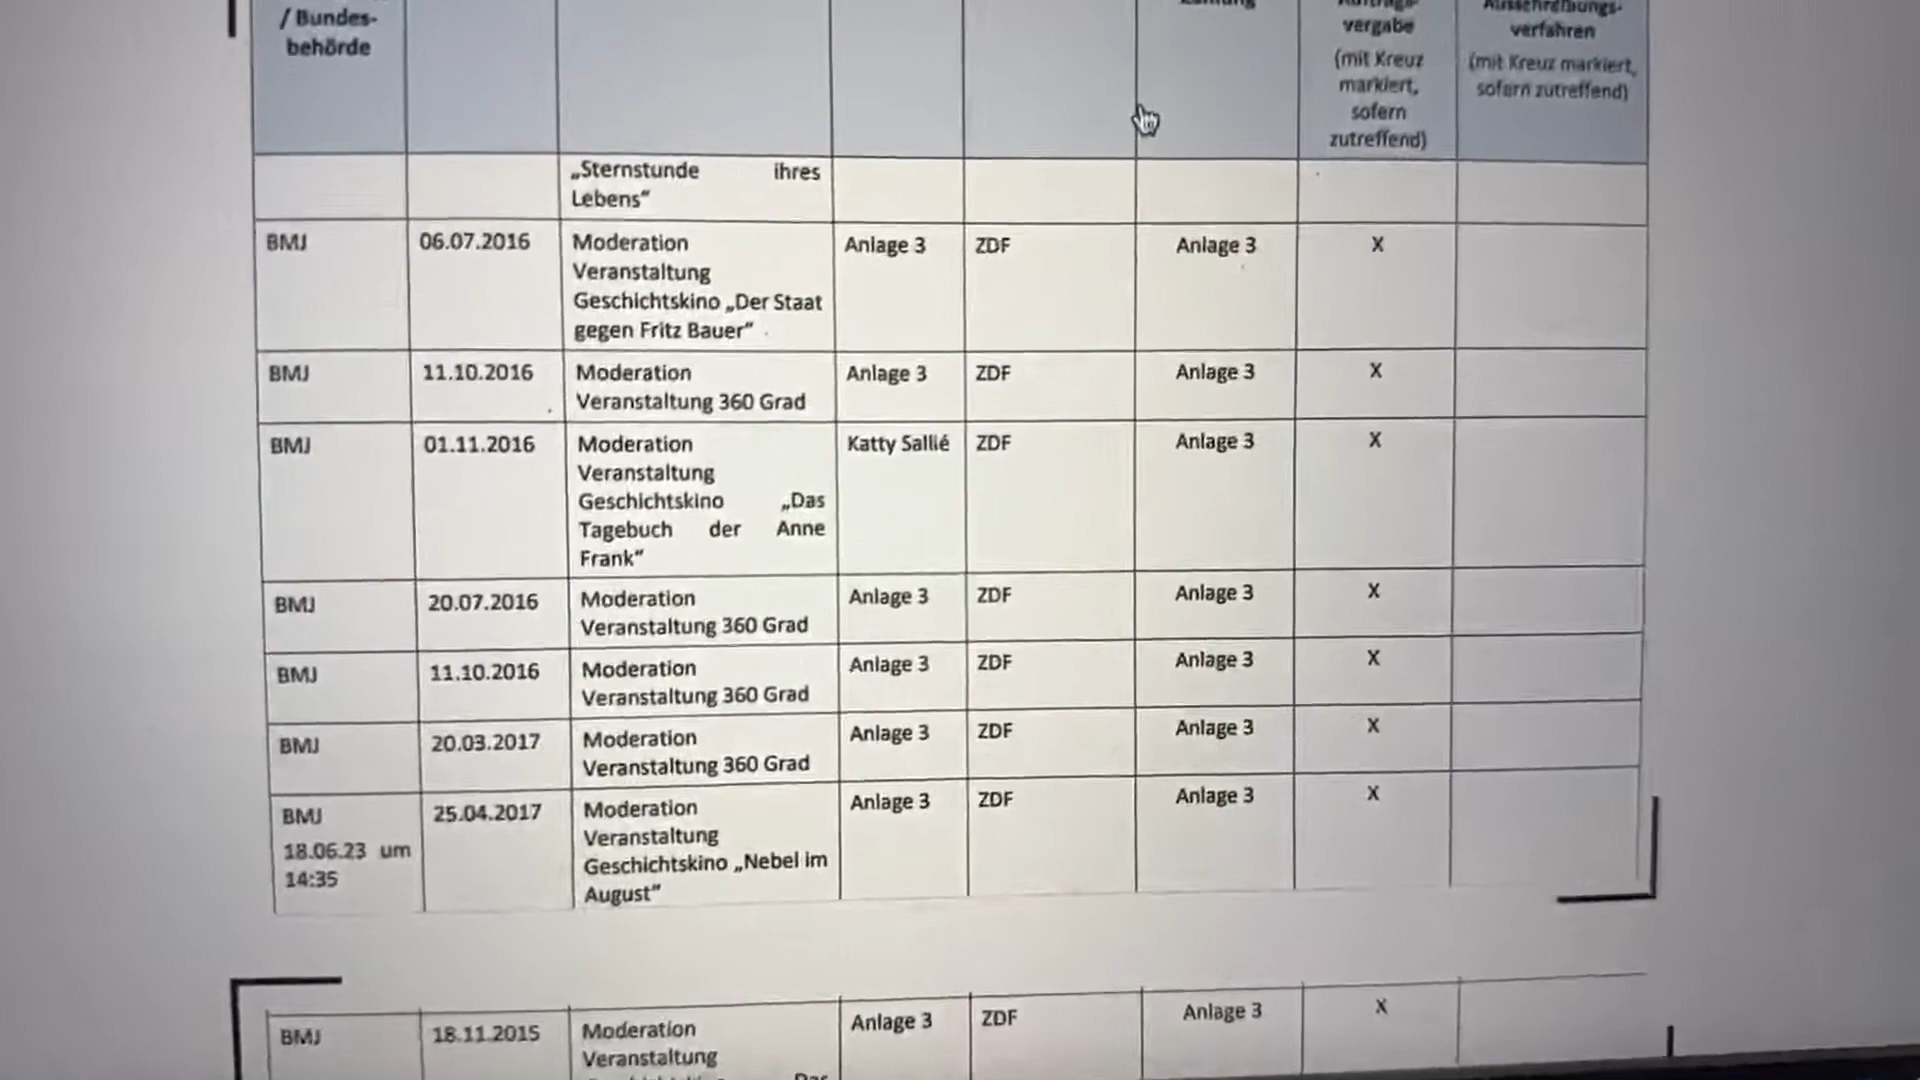 / Bundes-
behörde
vergabe
(mit Kreuz
markiert,
sofern
zutreffend)
Ausschreibungs-
verfahren
(mit Kreuz markiert,
sofern zutreffend)
„Sternstunde ihres
Lebens“
BMJ 06.07.2016 Moderation Anlage 3 ZDF Anlage 3 X
Veranstaltung
Geschichtskino „Der Staat
gegen Fritz Bauer“
BMJ 11.10.2016 Moderation Anlage 3 ZDF Anlage 3 X
Veranstaltung 360 Grad
BMJ 01.11.2016 Moderation Katty Sallié ZDF Anlage 3 X
Veranstaltung
Geschichtskino „Das
Tagebuch der Anne
Frank“
BMJ 20.07.2016 Moderation Anlage 3 ZDF Anlage 3 X
Veranstaltung 360 Grad
BMJ 11.10.2016 Moderation Anlage 3 ZDF Anlage 3 X
Veranstaltung 360 Grad
BMJ 20.03.2017 Moderation Anlage 3 ZDF Anlage 3 X
Veranstaltung 360 Grad
BMJ 25.04.2017 Moderation Anlage 3 ZDF Anlage 3 X
18.06.23 um Veranstaltung
14:35 Geschichtskino „Nebel im
August“
BMJ 18.11.2015 Moderation Anlage 3 ZDF Anlage 3 X
Veranstaltung